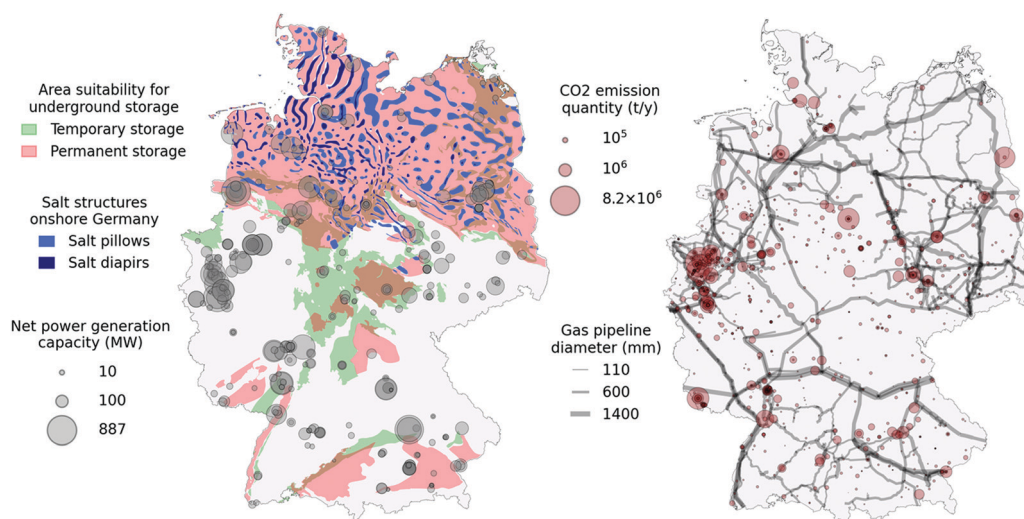 Area suitability for
underground storage
Temporary storage
Permanent storage
Salt structures
onshore Germany
Salt pillows
Salt diapirs
Net power generation
capacity (MW)
10
100
887
CO2 emission
quantity (t/y)
10⁵
10⁶
8.2×10⁶
Gas pipeline
diameter (mm)
110
600
1400